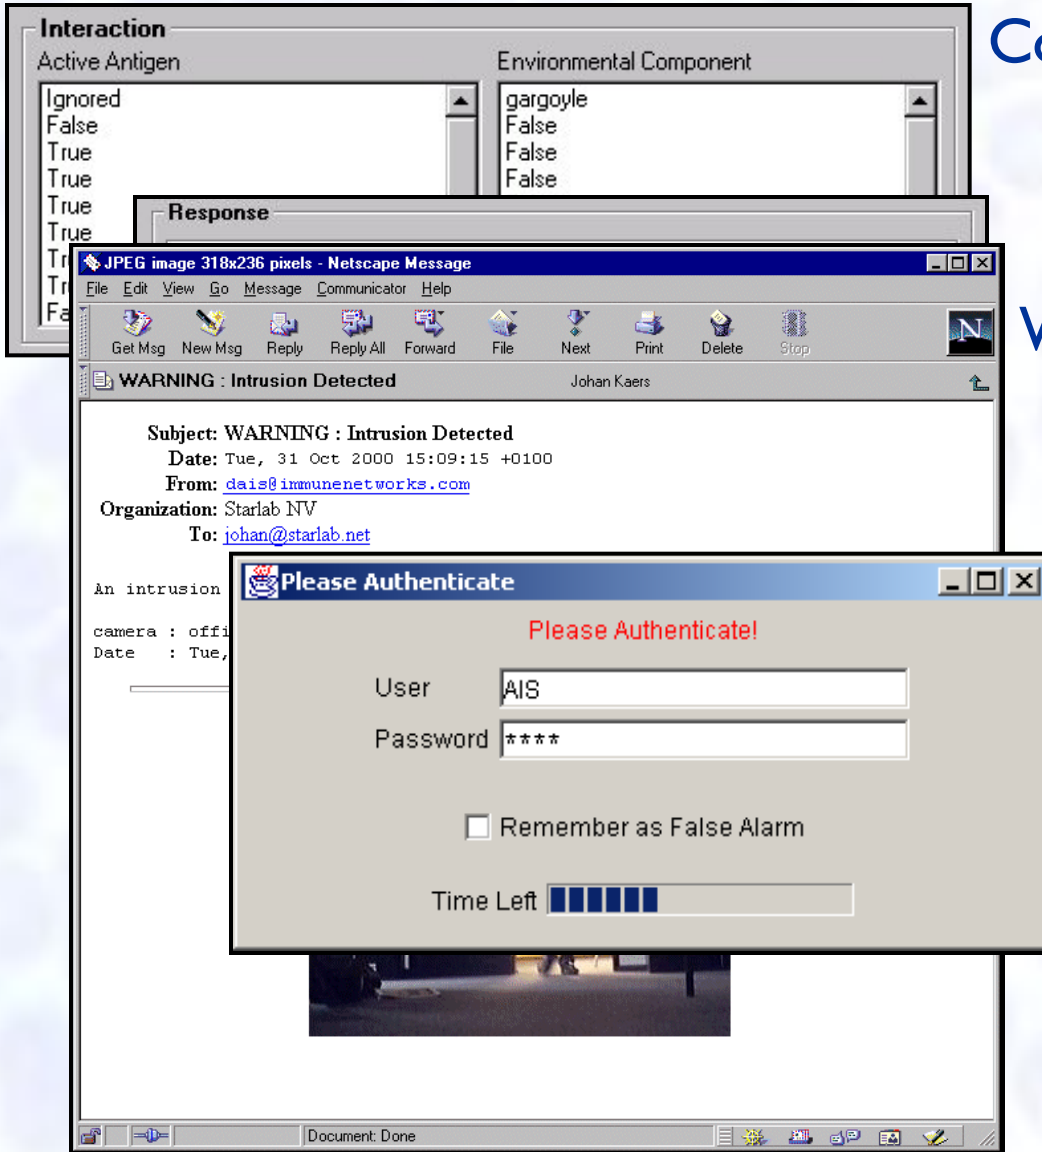 Interaction
Active Antigen Environmental Component
Ignored gargoyle
False False
True False
True False
True
True
Response
JPEG image 318x236 pixels - Netscape Message
File Edit View Go Message Communicator Help
Get Msg New Msg Reply Reply All Forward File Next Print Delete Stop
N
WARNING : Intrusion Detected Johan Kaers
Subject: WARNING : Intrusion Detected
Date: Tue, 31 Oct 2000 15:09:15 +0100
From: dais@immunenetworks.com
Organization: Starlab NV
To: johan@starlab.net
An intrusion
camera : offi
Date : Tue,
Please Authenticate
Please Authenticate!
User AIS
Password ****
Remember as False Alarm
Time Left
Document: Done